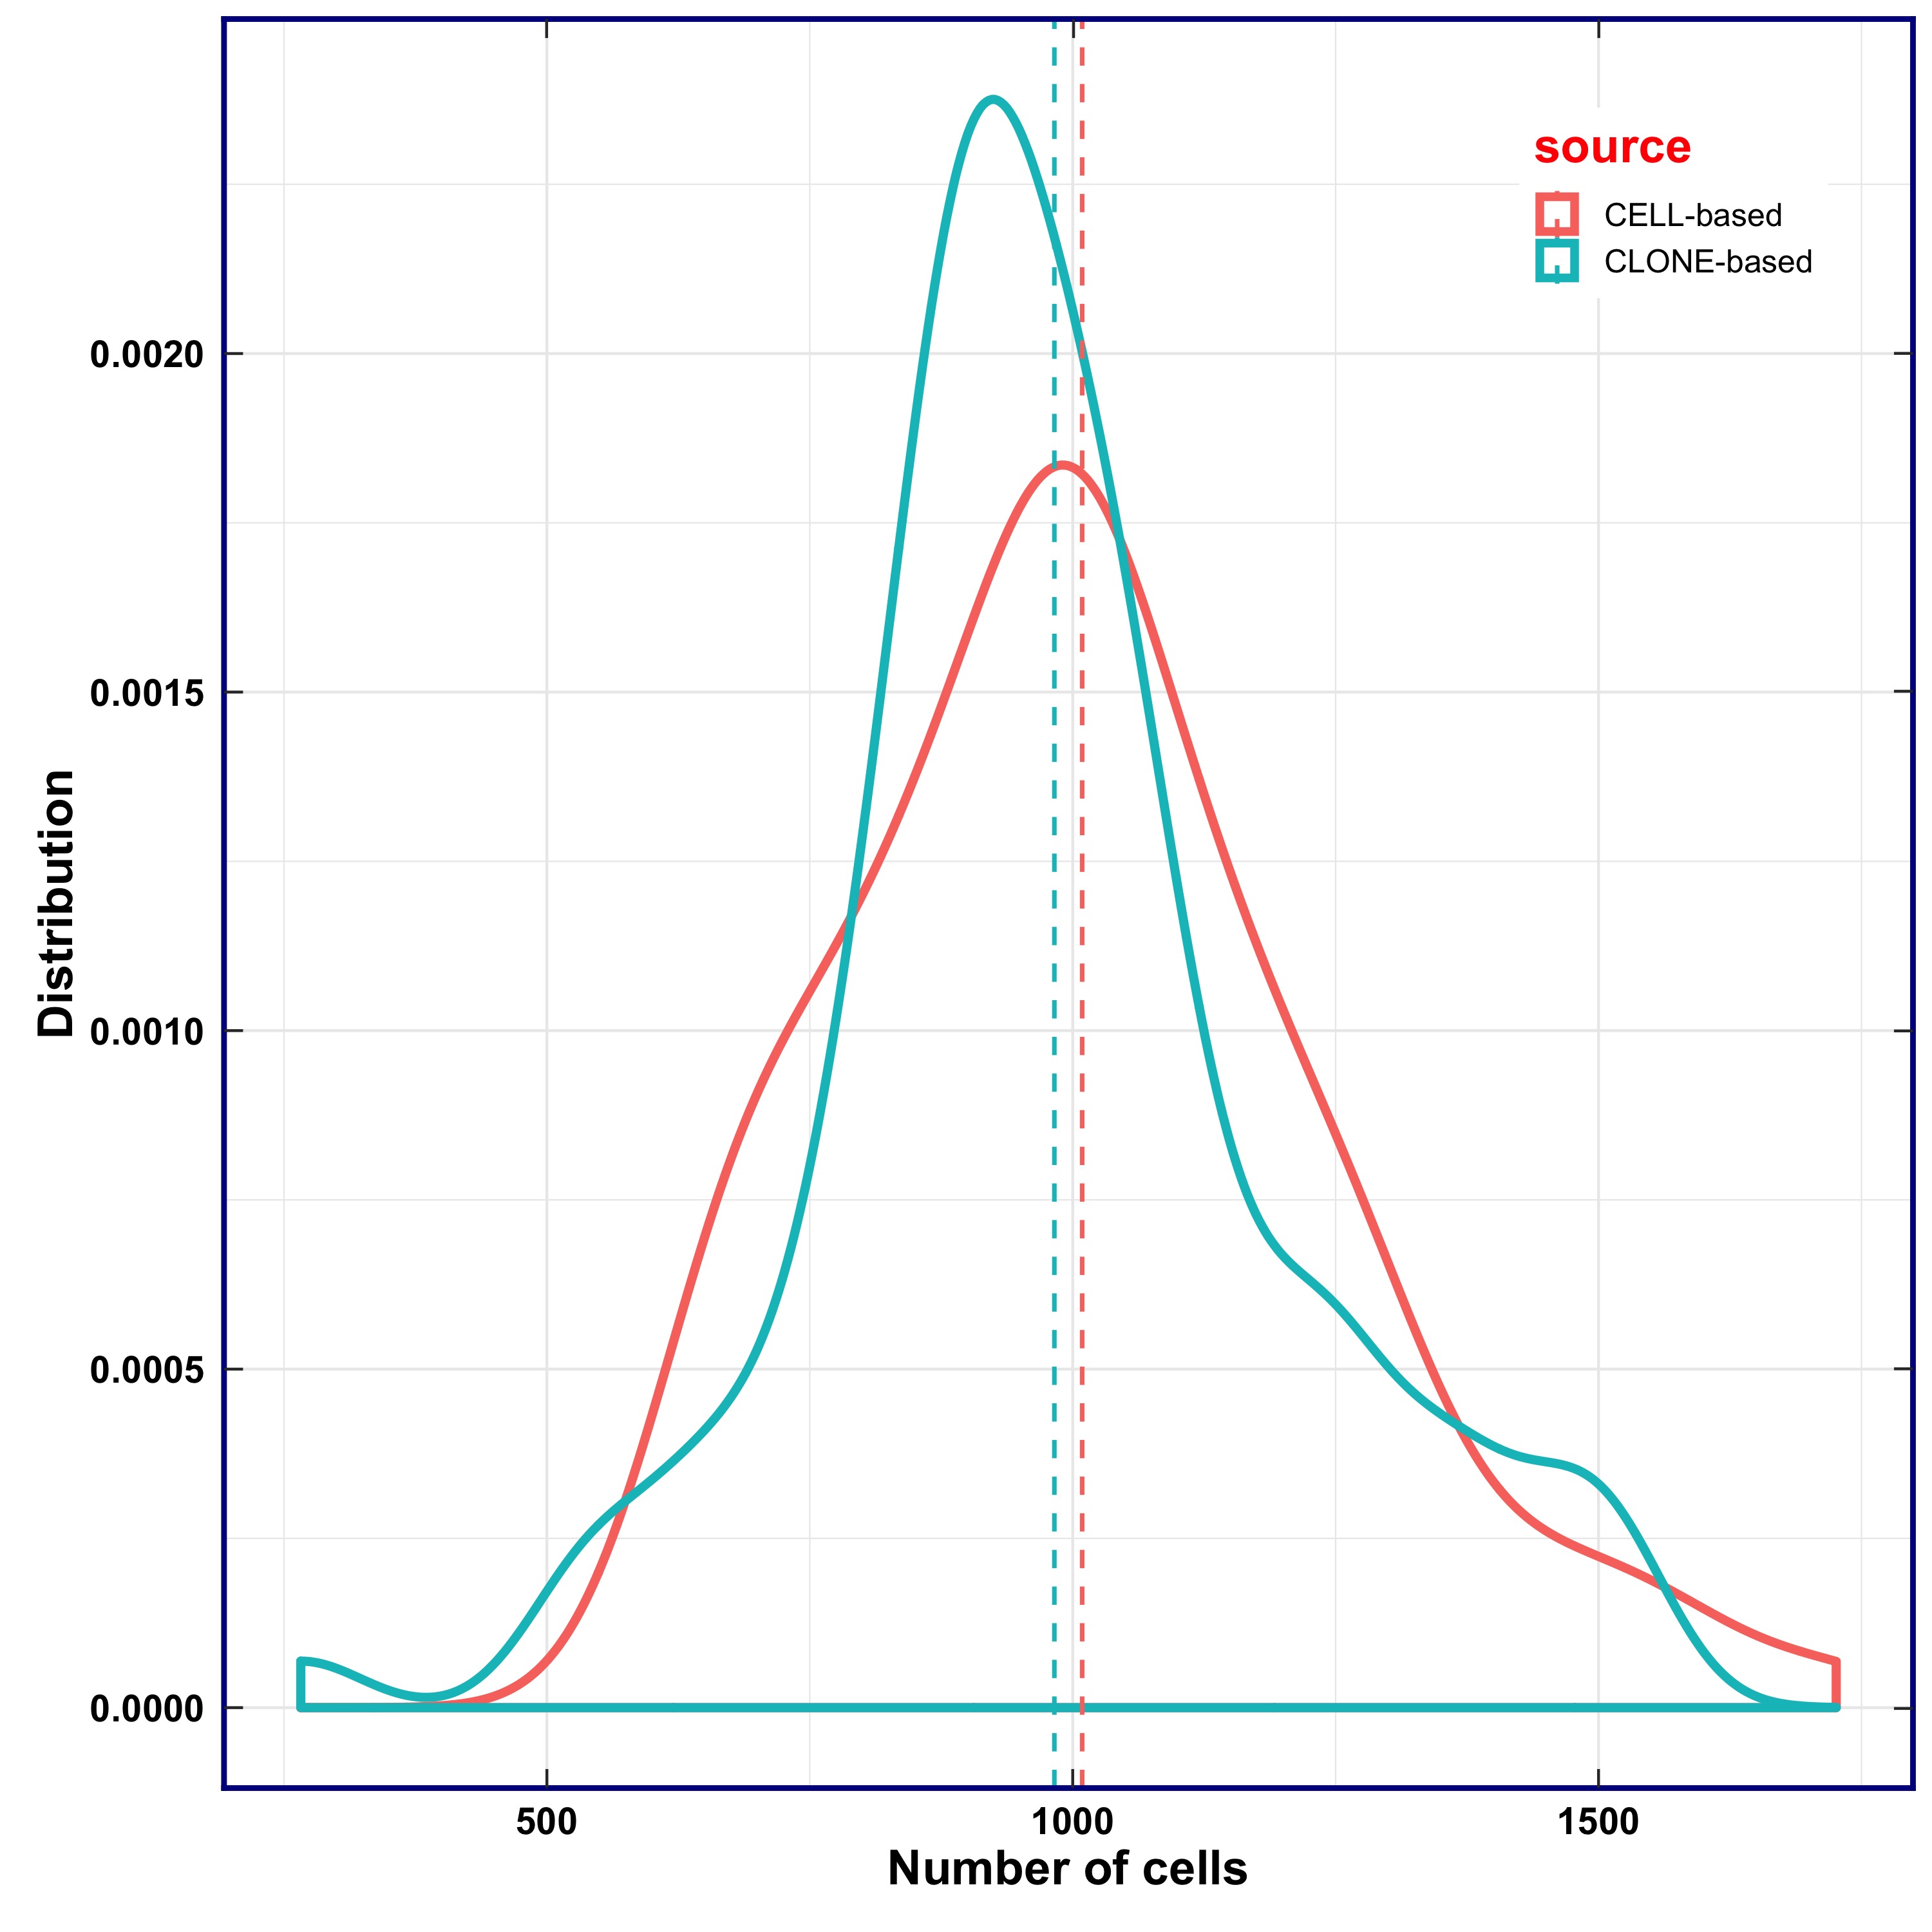 source
CELL-based
CLONE-based
Distribution
0.0020
0.0015
0.0010
0.0005
0.0000
500 1000 1500
Number of cells